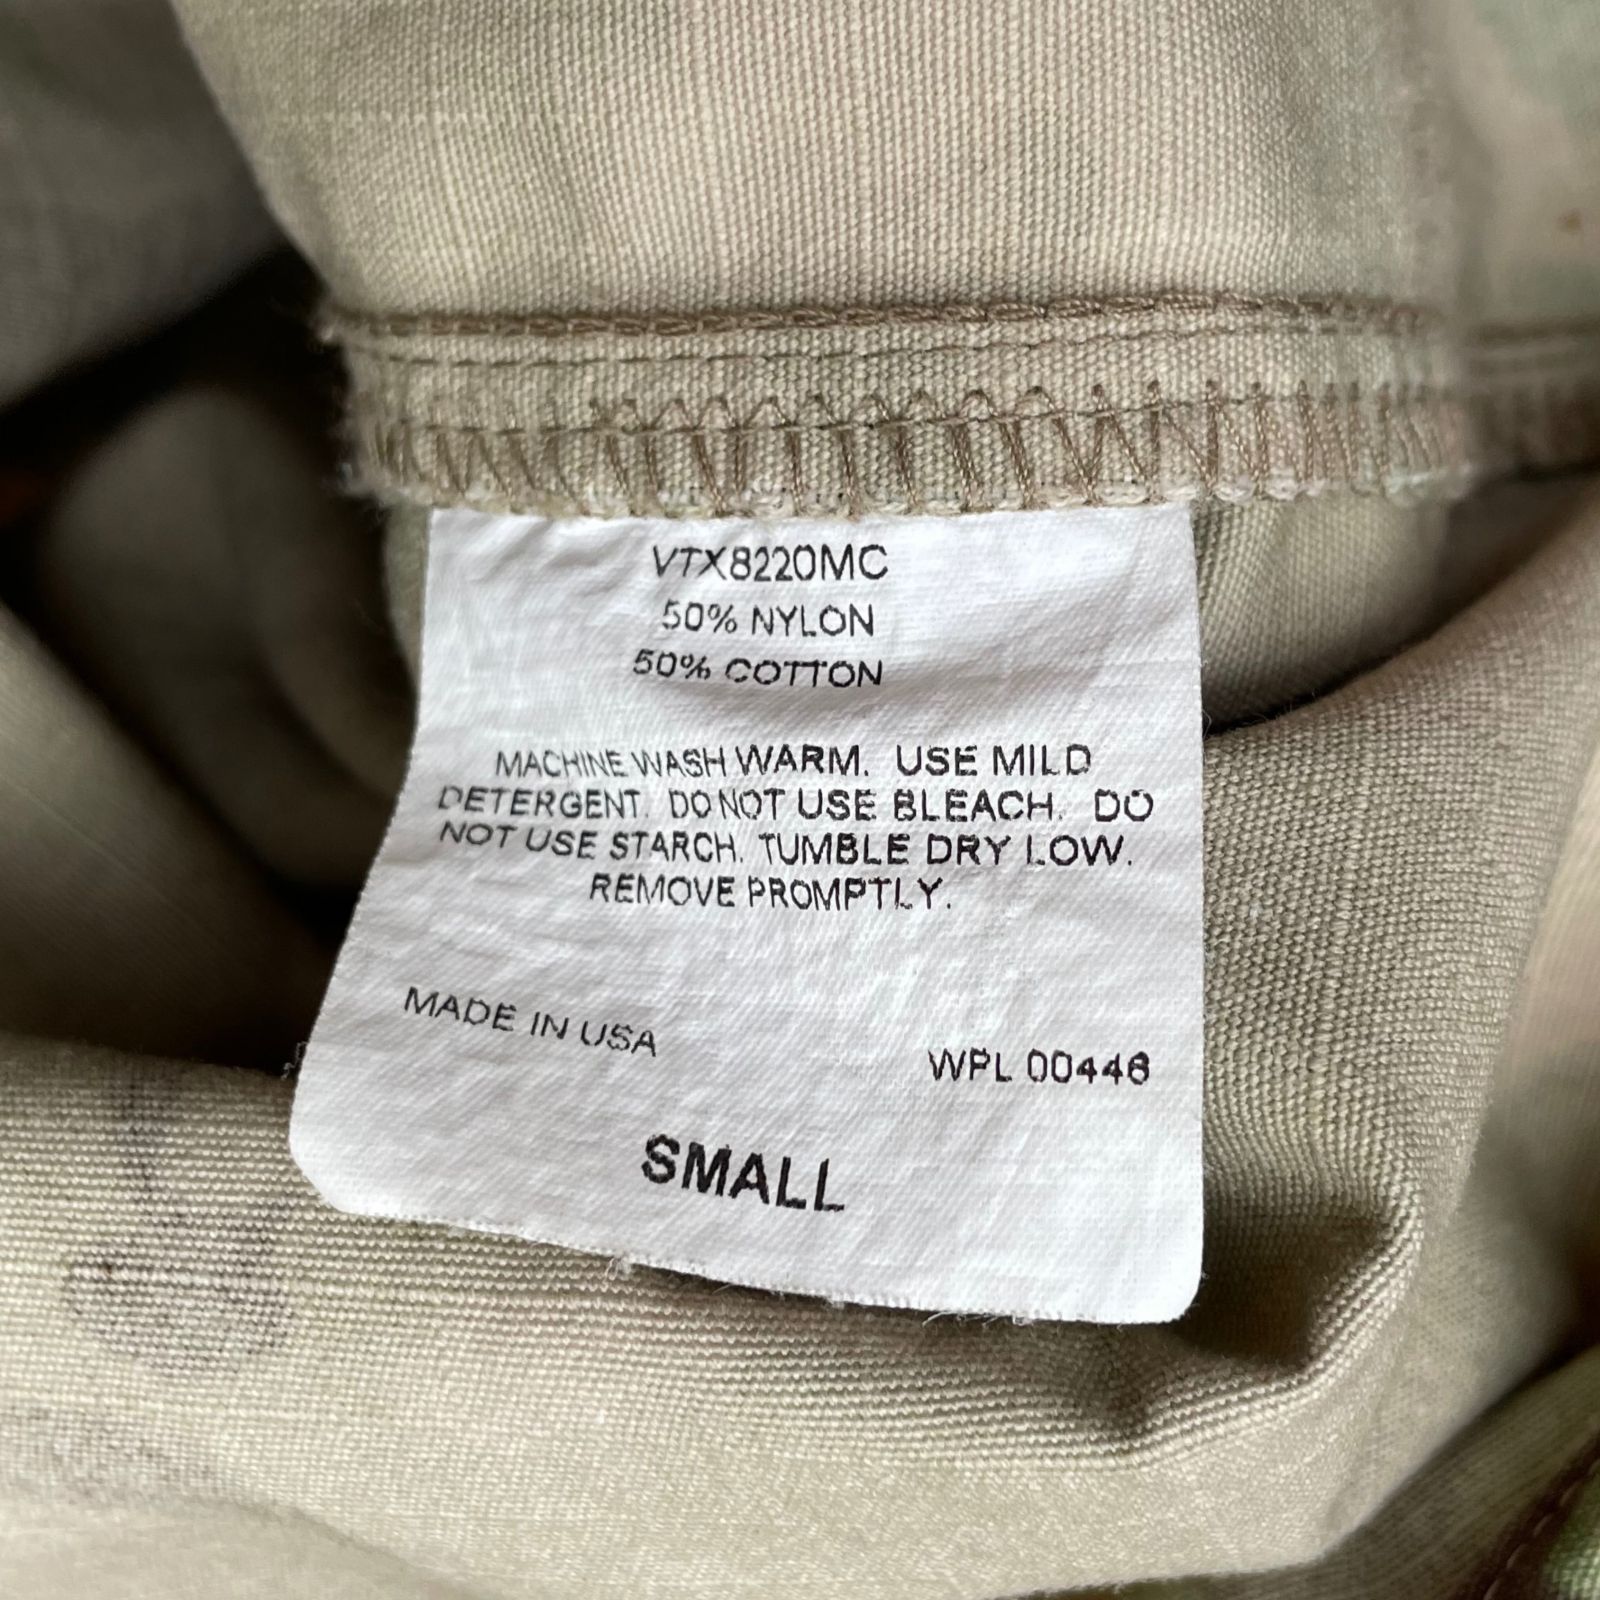 VTX8220MC
50% NYLON
50% COTTON
MACHINE WASH WARM. USE MILD
DETERGENT. DO NOT USE BLEACH. DO
NOT USE STARCH. TUMBLE DRY LOW.
REMOVE PROMPTLY.
MADE IN USA
WPL 00446
SMALL